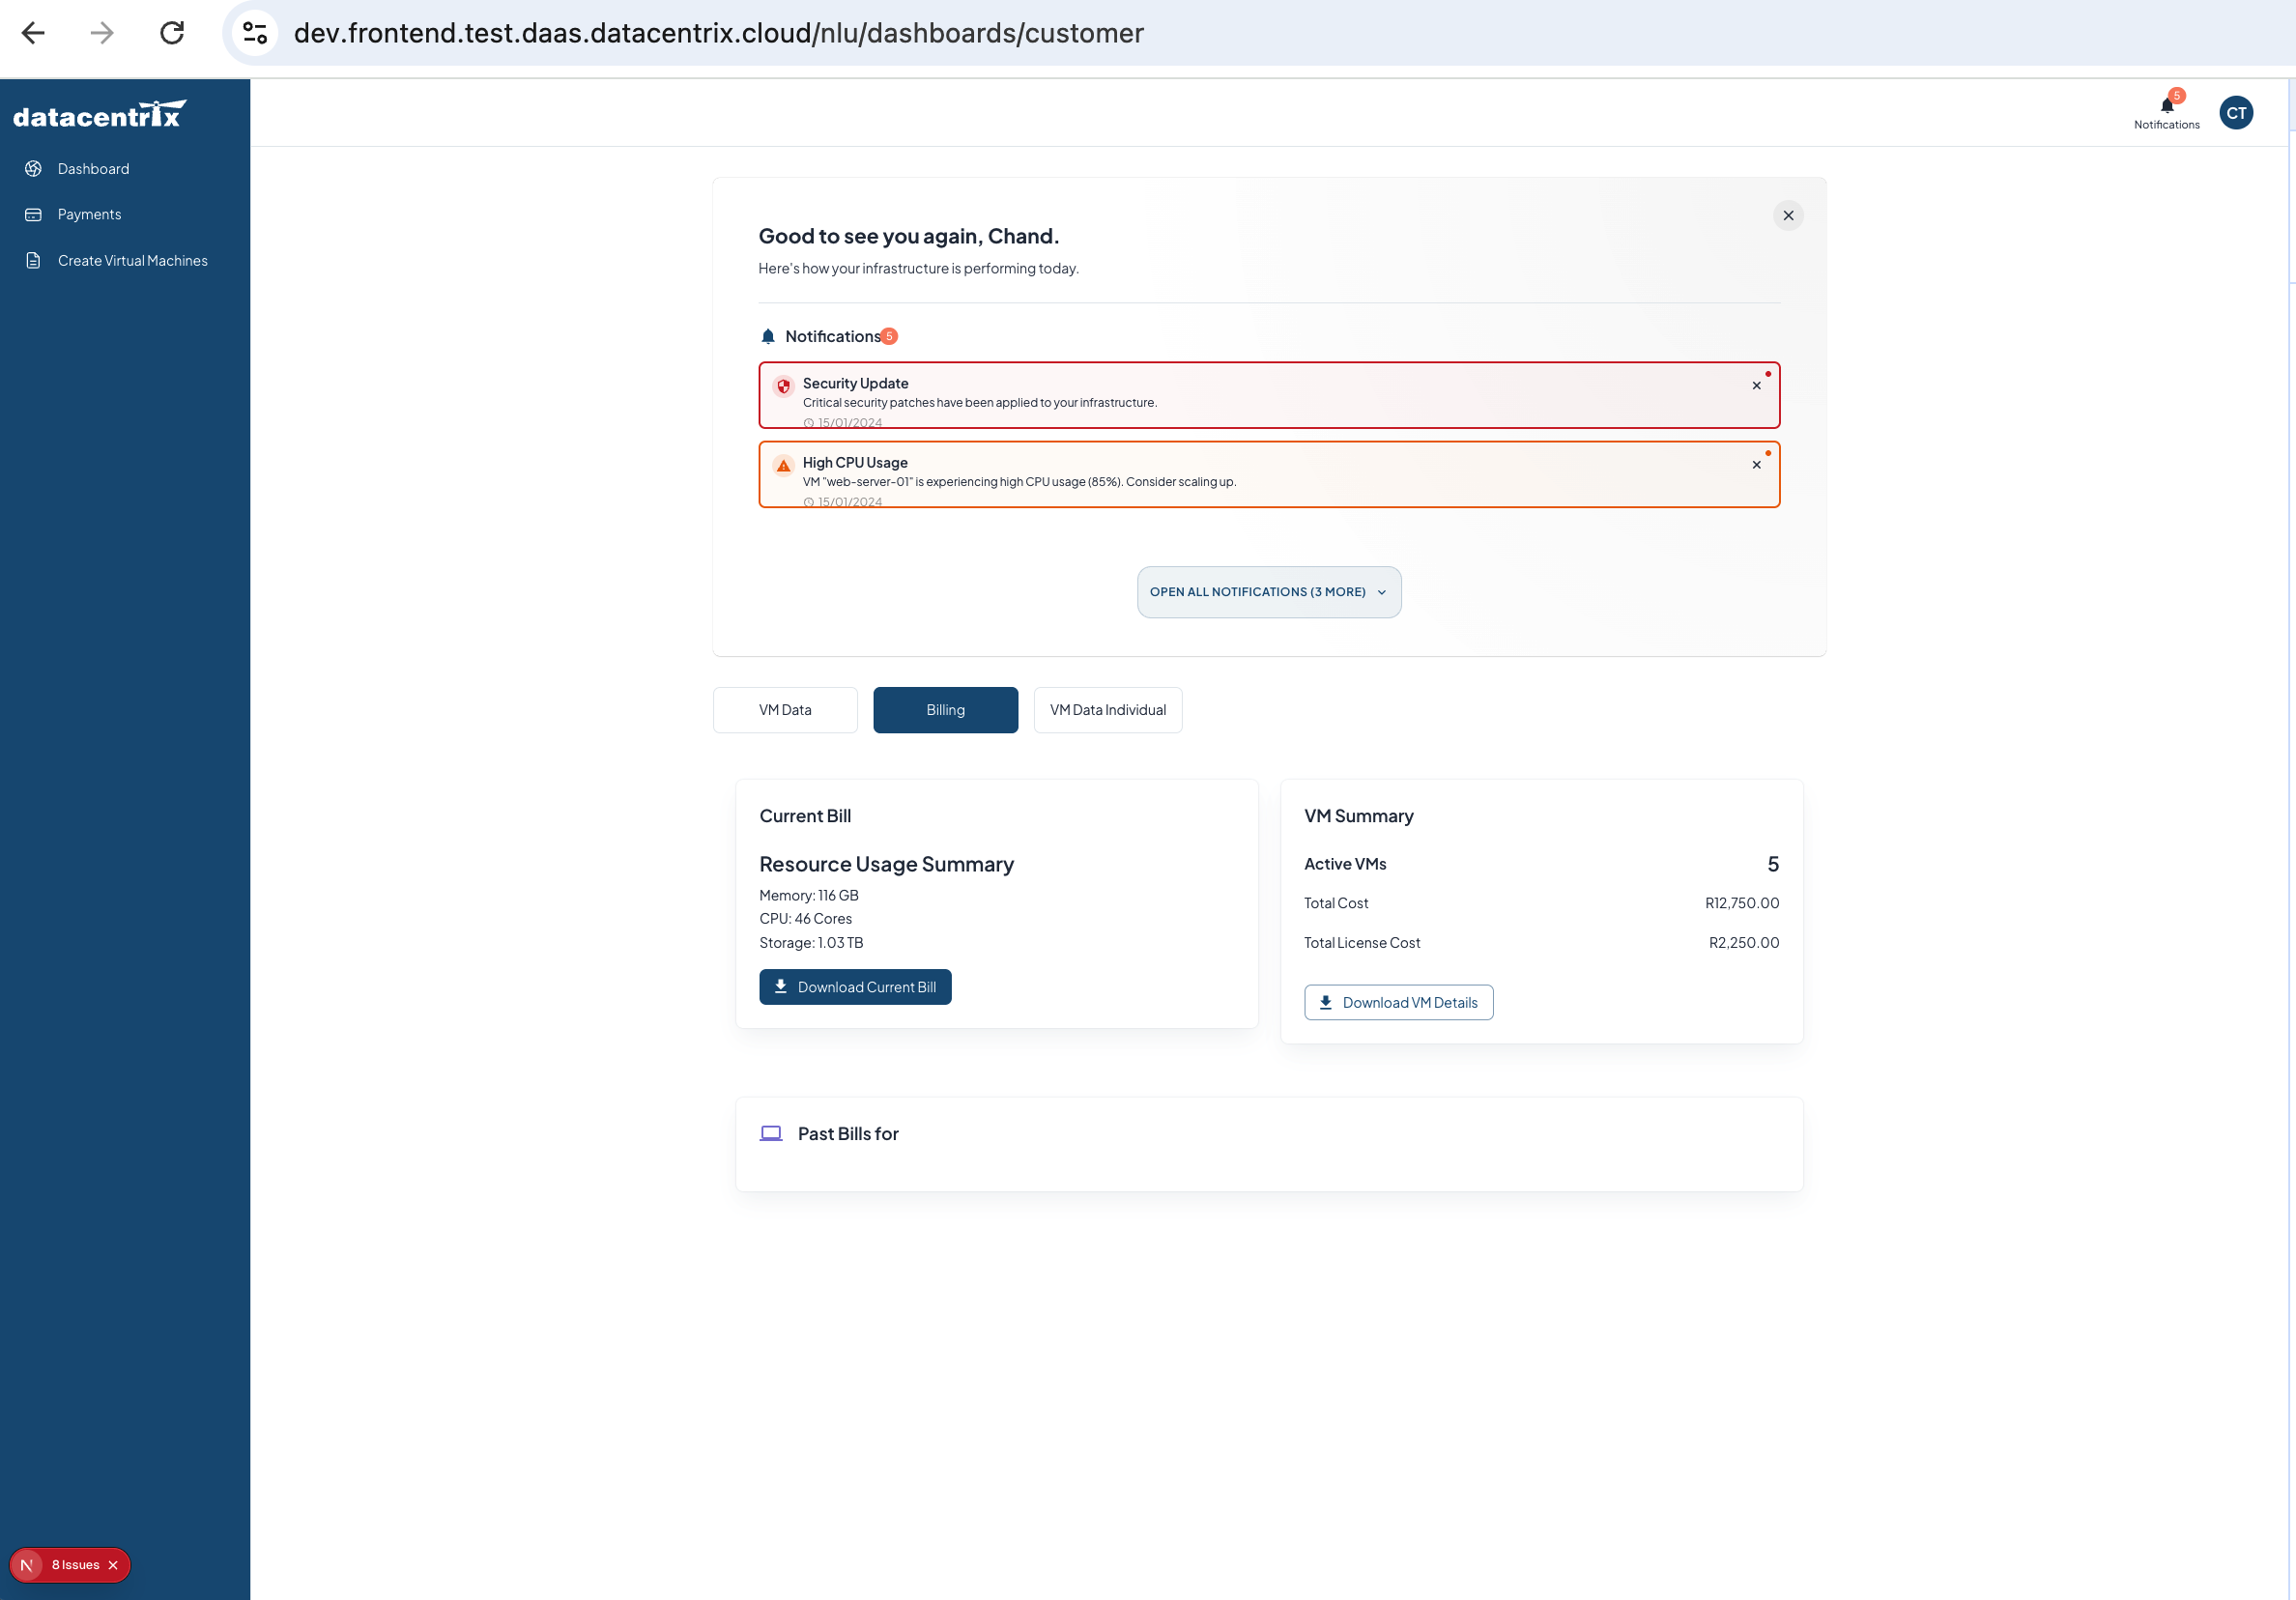 dev.frontend.test.daas.datacentrix.cloud/nlu/dashboards/customer
datacentrix
Dashboard
Payments
Create Virtual Machines
5
Notifications
CT
Good to see you again, Chand.
Here's how your infrastructure is performing today.
Notifications 5
Security Update
Critical security patches have been applied to your infrastructure.
15/01/2024
High CPU Usage
VM "web-server-01" is experiencing high CPU usage (85%). Consider scaling up.
15/01/2024
OPEN ALL NOTIFICATIONS (3 MORE)
VM Data
Billing
VM Data Individual
Current Bill
Resource Usage Summary
Memory: 116 GB
CPU: 46 Cores
Storage: 1.03 TB
Download Current Bill
VM Summary
Active VMs 5
Total Cost R12,750.00
Total License Cost R2,250.00
Download VM Details
Past Bills for
N 8 Issues